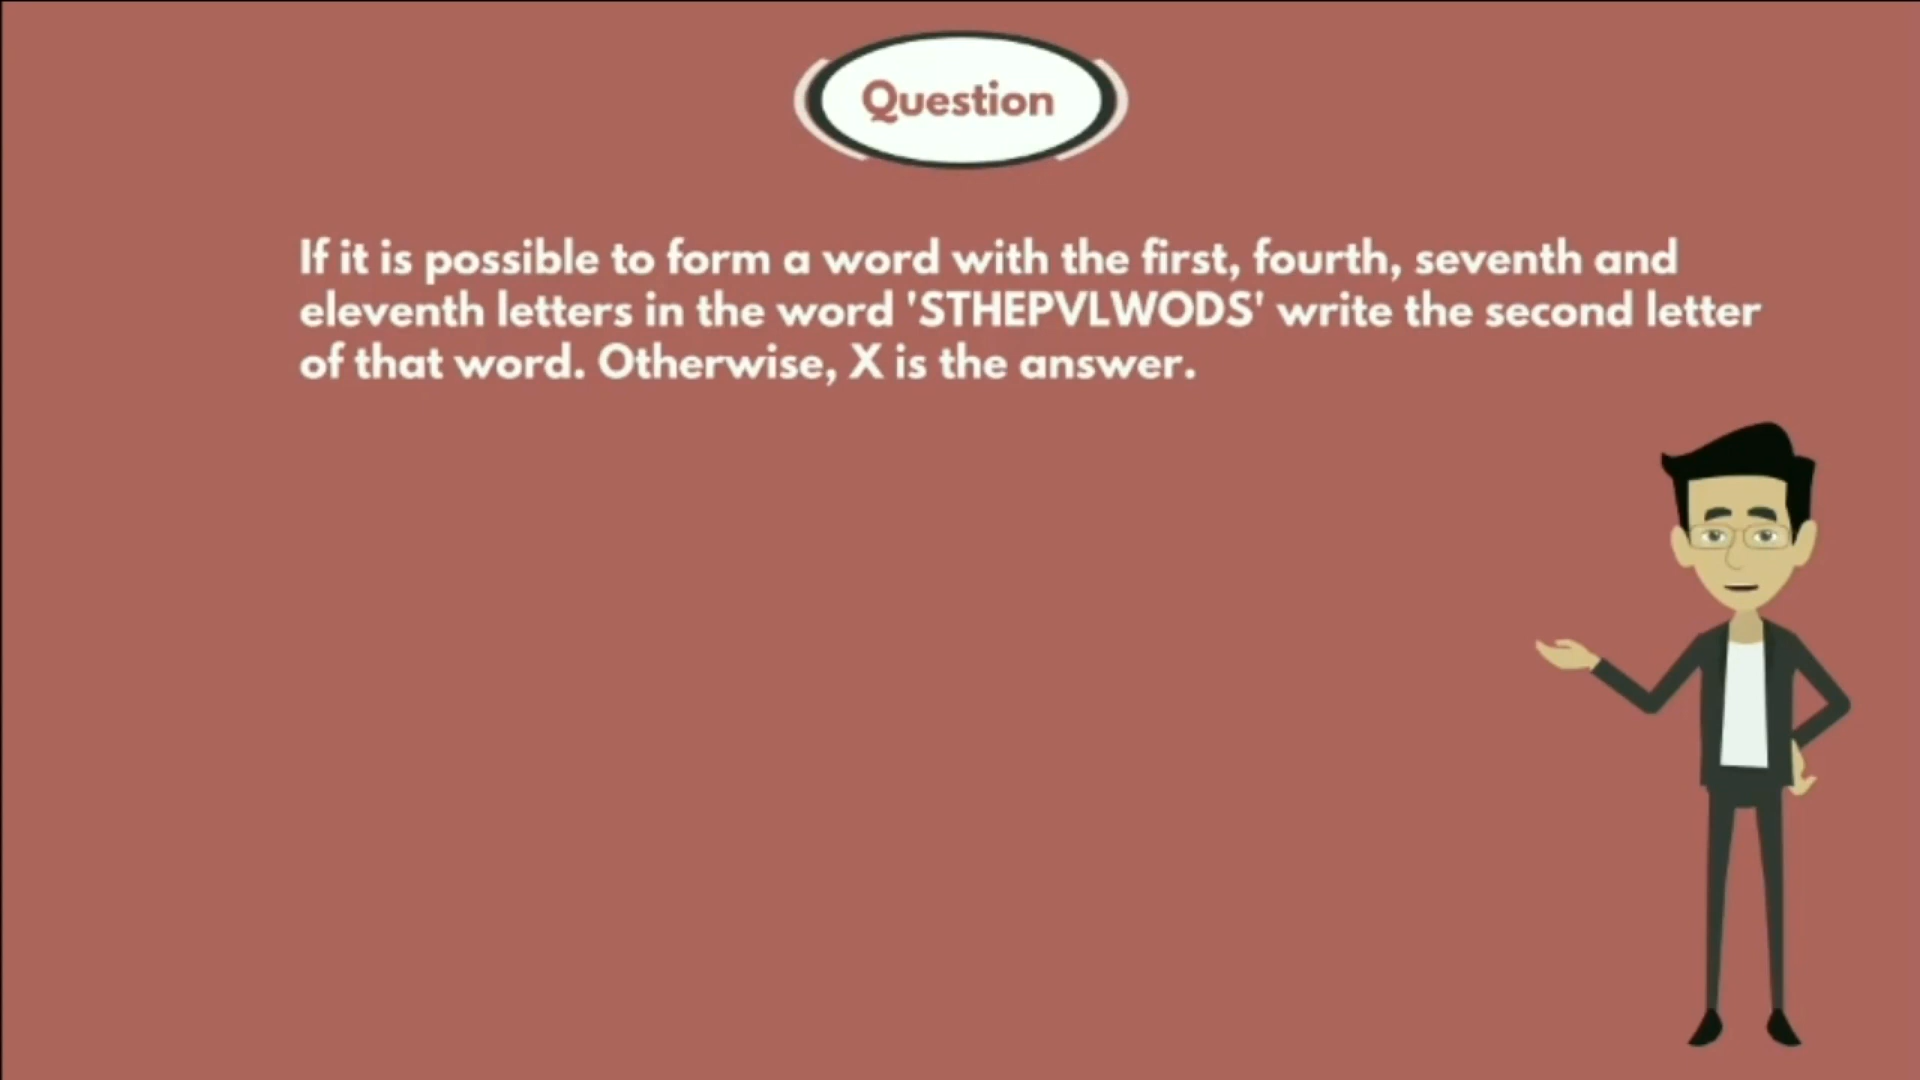 Question
If it is possible to form a word with the first, fourth, seventh and
eleventh letters in the word 'STHEPVLWODS' write the second letter
of that word. Otherwise, X is the answer.